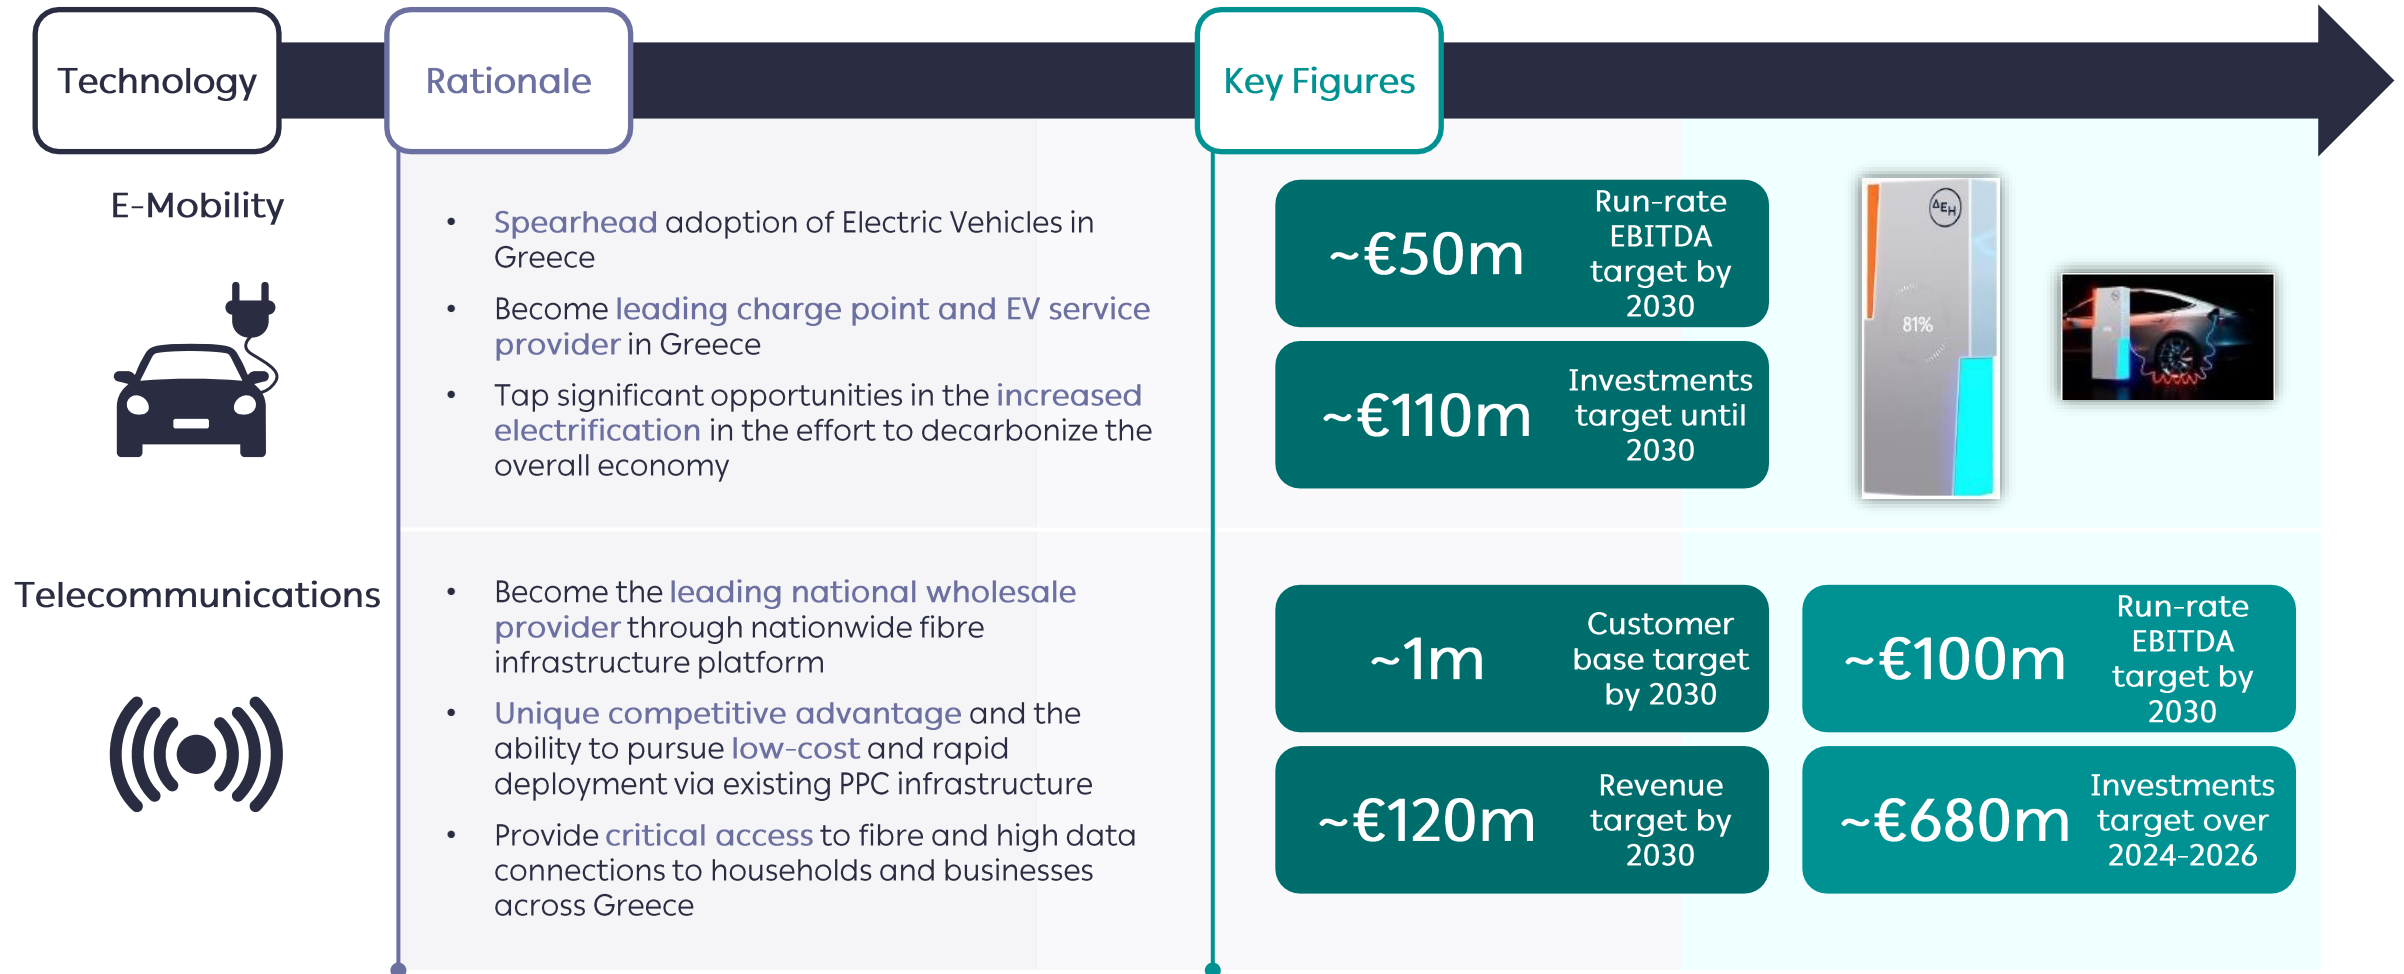 Technology
Rationale
Key Figures
E-Mobility
• Spearhead adoption of Electric Vehicles in
Greece
• Become leading charge point and EV service
provider in Greece
• Tap significant opportunities in the increased
electrification in the effort to decarbonize the
overall economy
~€50m
Run-rate
EBITDA
target by
2030
~€110m
Investments
target until
2030
ΔΕΗ
81%
Telecommunications
• Become the leading national wholesale
provider through nationwide fibre
infrastructure platform
• Unique competitive advantage and the
ability to pursue low-cost and rapid
deployment via existing PPC infrastructure
• Provide critical access to fibre and high data
connections to households and businesses
across Greece
~1m
Customer
base target
by 2030
~€100m
Run-rate
EBITDA
target by
2030
~€120m
Revenue
target by
2030
~€680m
Investments
target over
2024-2026